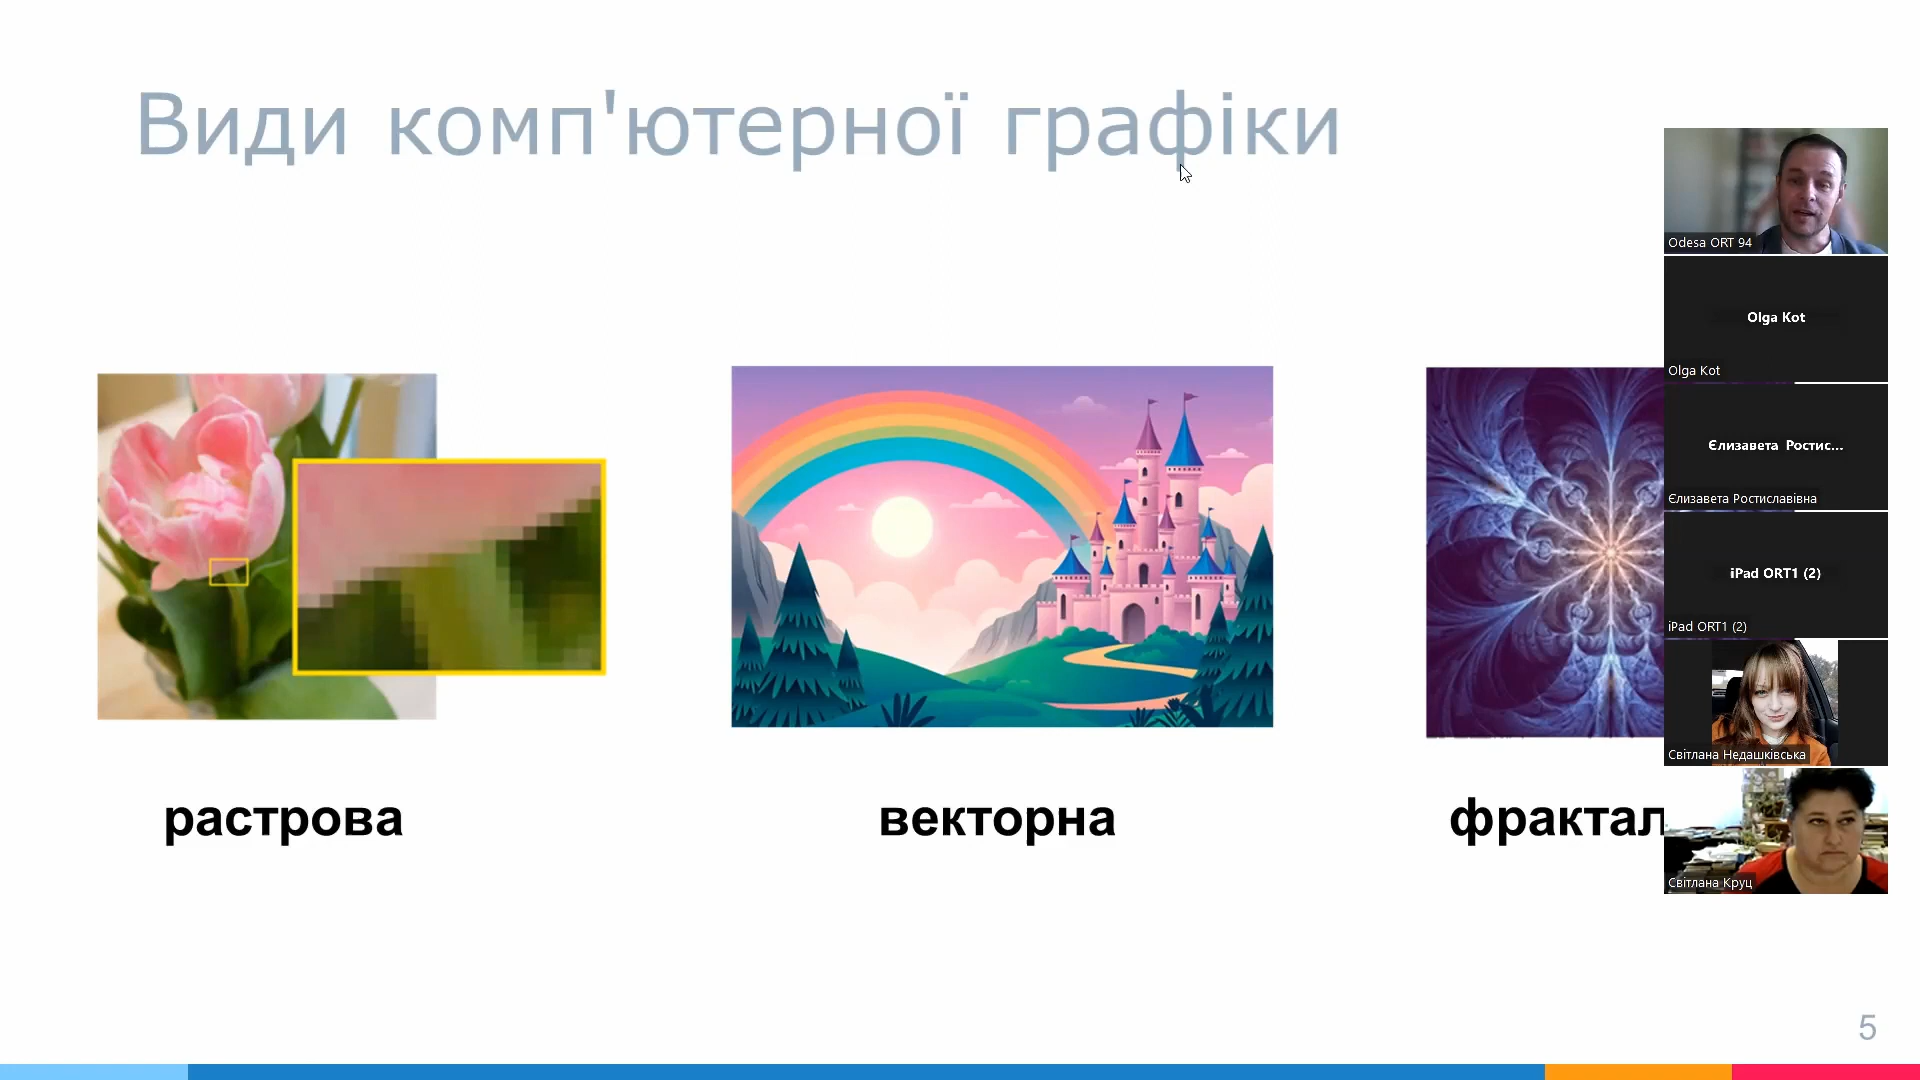 Види комп'ютерної графіки
растрова
векторна
фрактал
Odesa ORT 94
Olga Kot
Olga Kot
Єлизавета Ростис...
Єлизавета Ростиславівна
iPad ORT1 (2)
iPad ORT1 (2)
Світлана Недашківська
Світлана Круц
5